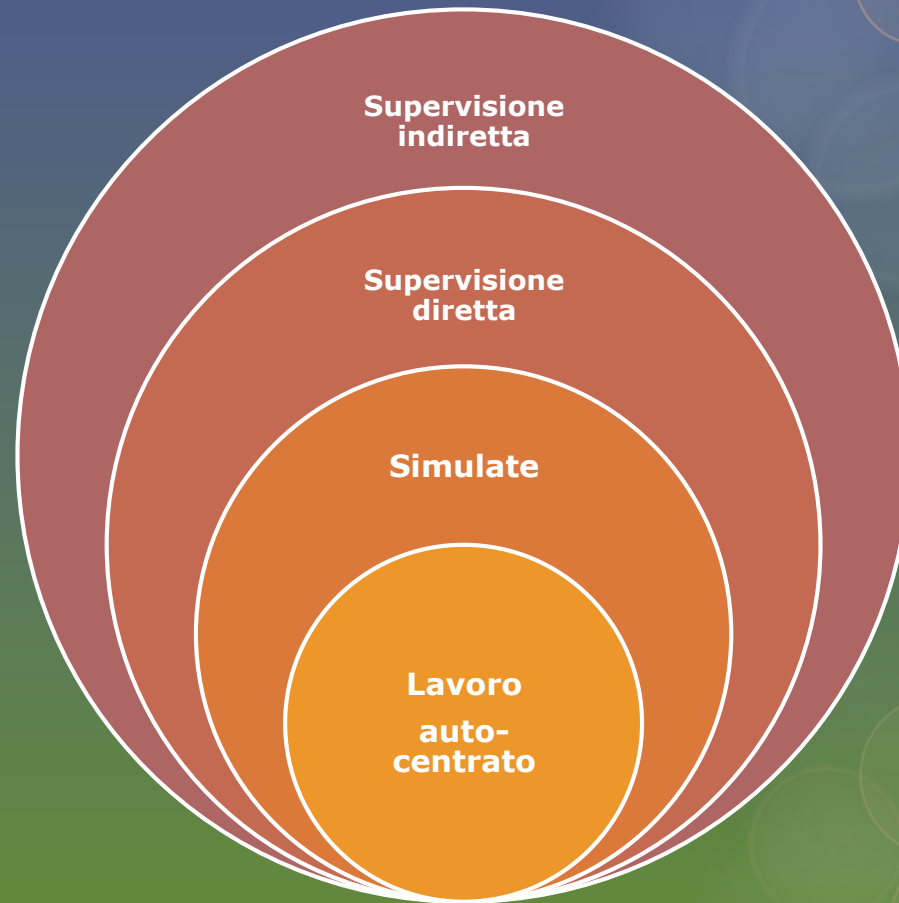 Supervisione
indiretta
Supervisione
diretta
Simulate
Lavoro
auto-
centrato